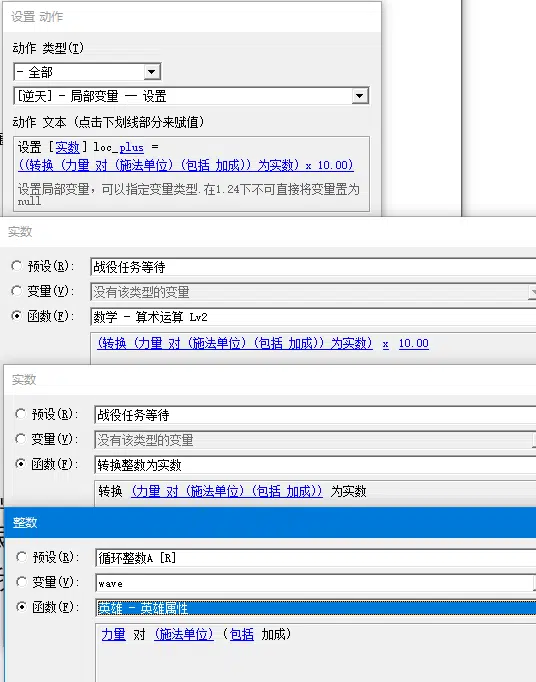 设置 动作
动作 类型(T)
- 全部
[逆天] - 局部变量 — 设置
动作 文本 (点击下划线部分来赋值)
设置 [实数] loc_plus =
((转换 (力量 对 (施法单位) (包括 加成)) 为实数) x 10.00)
设置局部变量, 可以指定变量类型.在1.24下不可直接将变量置为
null
实数
预设(R): 战役任务等待
变量(V): 没有该类型的变量
函数(F): 数学 - 算术运算 Lv2
(转换 (力量 对 (施法单位) (包括 加成)) 为实数) x 10.00
实数
预设(R): 战役任务等待
变量(V): 没有该类型的变量
函数(F): 转换整数为实数
转换 (力量 对 (施法单位) (包括 加成)) 为实数
整数
预设(R): 循环整数A [R]
变量(V): wave
函数(F): 英雄 - 英雄属性
力量 对 (施法单位) (包括 加成)